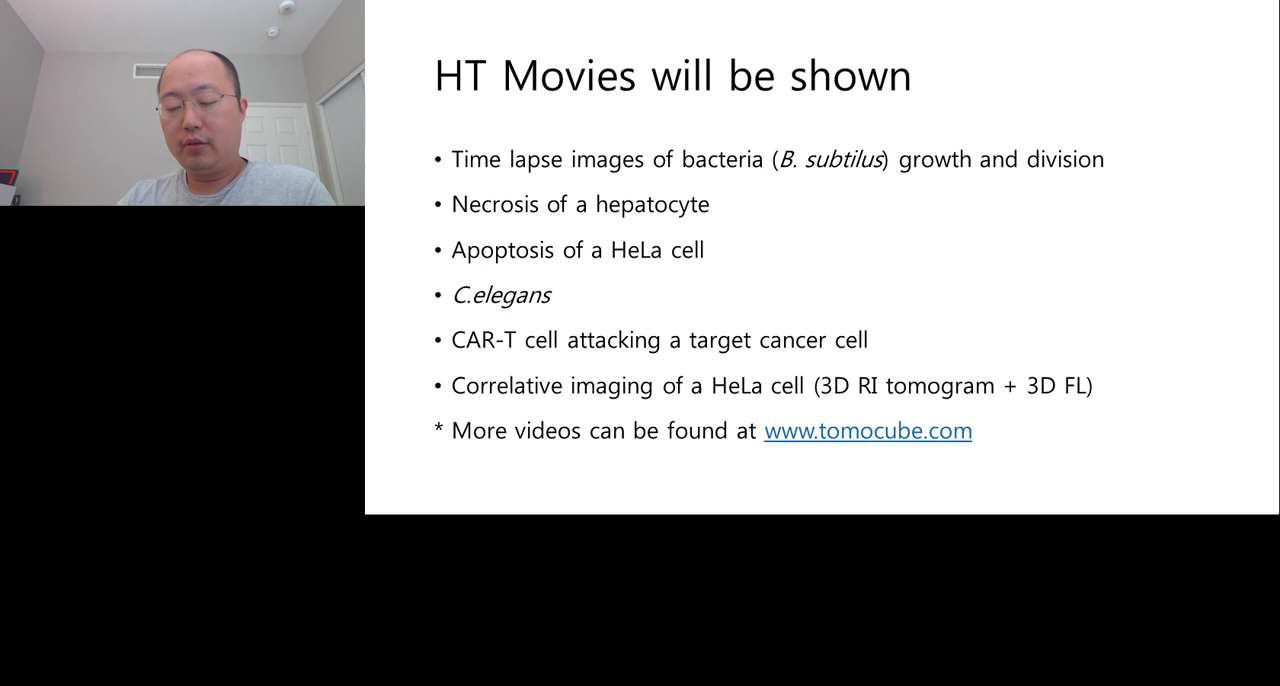 HT Movies will be shown
• Time lapse images of bacteria (B. subtilus) growth and division
• Necrosis of a hepatocyte
• Apoptosis of a HeLa cell
• C.elegans
• CAR-T cell attacking a target cancer cell
• Correlative imaging of a HeLa cell (3D RI tomogram + 3D FL)
* More videos can be found at www.tomocube.com